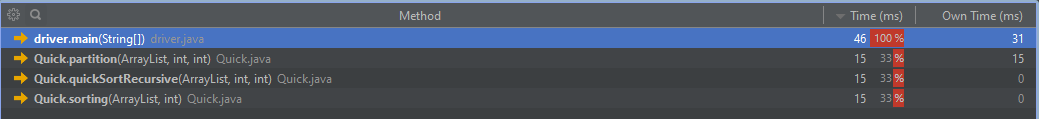 Method Time (ms) Own Time (ms)
driver.main(String[]) driver.java 46 100 % 31
Quick.partition(ArrayList, int, int) Quick.java 15 33 % 15
Quick.quickSortRecursive(ArrayList, int, int) Quick.java 15 33 % 0
Quick.sorting(ArrayList, int) Quick.java 15 33 % 0